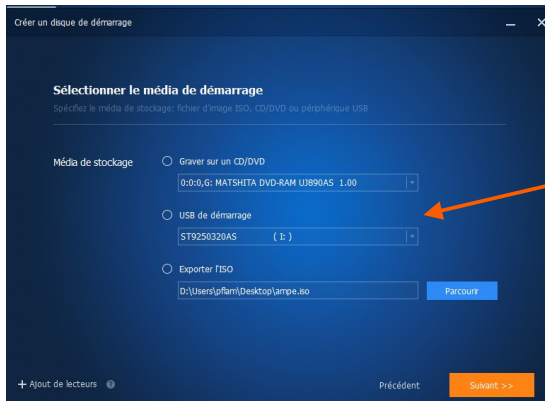 Créer un disque de démarrage
Sélectionner le média de démarrage
Spécifiez le média de stockage: fichier d'image ISO, CD/DVD ou périphérique USB
Média de stockage
Graver sur un CD/DVD
0:0:0,G: MATSHITA DVD-RAM UJ890AS 1.00
USB de démarrage
ST9250320AS ( I: )
Exporter l'ISO
D:\Users\pflam\Desktop\ampe.iso
Parcourir
+ Ajout de lecteurs ?
Précédent
Suivant >>